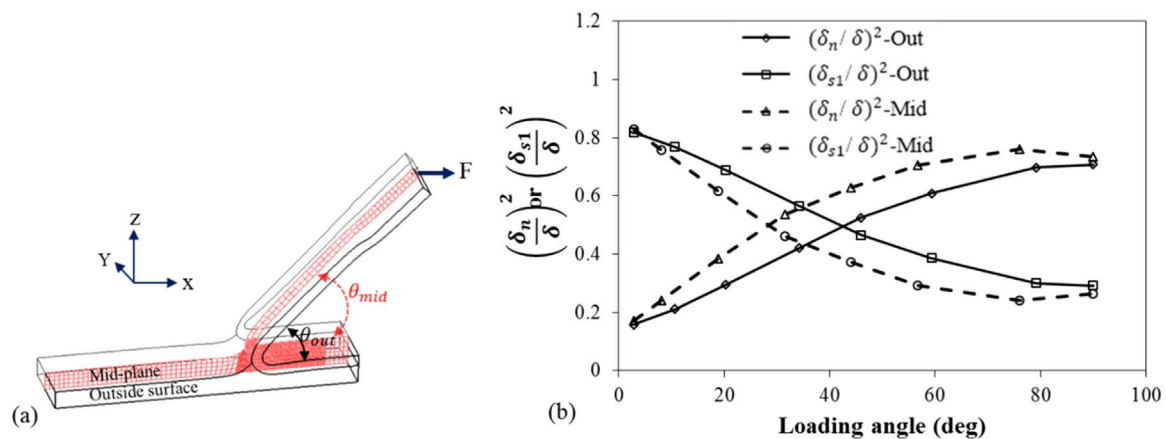 Z
Y
X
F
θmid
θout
Mid-plane
Outside surface
(a)
(b)
1.2
1
0.8
0.6
0.4
0.2
0
(δn/δ)² or (δs1/δ)²
(δn/ δ)²-Out
(δs1/ δ)²-Out
(δn/ δ)²-Mid
(δs1/ δ)²-Mid
0 20 40 60 80 100
Loading angle (deg)